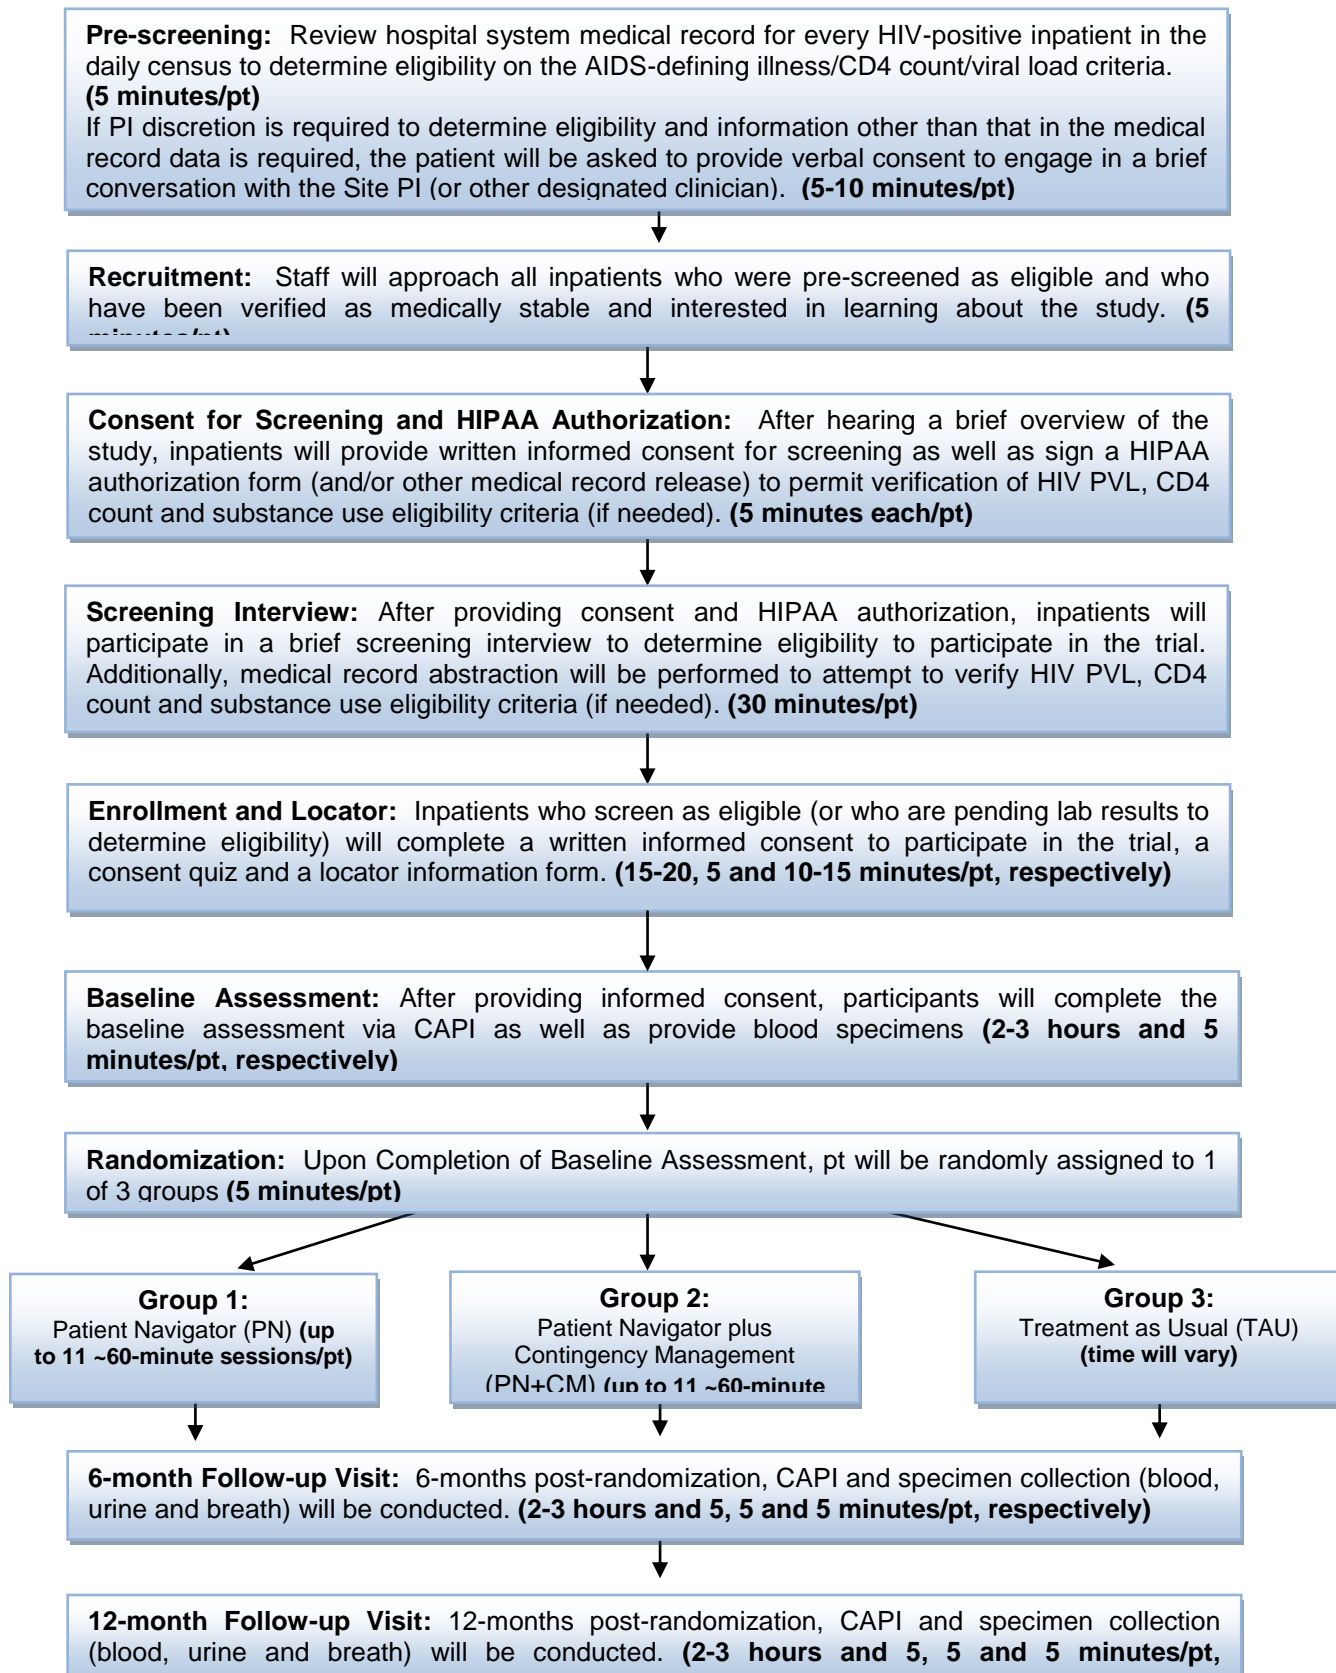 Pre-screening: Review hospital system medical record for every HIV-positive inpatient in the
daily census to determine eligibility on the AIDS-defining illness/CD4 count/viral load criteria.
(5 minutes/pt)
If PI discretion is required to determine eligibility and information other than that in the medical
record data is required, the patient will be asked to provide verbal consent to engage in a brief
conversation with the Site PI (or other designated clinician). (5-10 minutes/pt)
Recruitment: Staff will approach all inpatients who were pre-screened as eligible and who
have been verified as medically stable and interested in learning about the study. (5
minutes/pt)
Consent for Screening and HIPAA Authorization: After hearing a brief overview of the
study, inpatients will provide written informed consent for screening as well as sign a HIPAA
authorization form (and/or other medical record release) to permit verification of HIV PVL, CD4
count and substance use eligibility criteria (if needed). (5 minutes each/pt)
Screening Interview: After providing consent and HIPAA authorization, inpatients will
participate in a brief screening interview to determine eligibility to participate in the trial.
Additionally, medical record abstraction will be performed to attempt to verify HIV PVL, CD4
count and substance use eligibility criteria (if needed). (30 minutes/pt)
Enrollment and Locator: Inpatients who screen as eligible (or who are pending lab results to
determine eligibility) will complete a written informed consent to participate in the trial, a
consent quiz and a locator information form. (15-20, 5 and 10-15 minutes/pt, respectively)
Baseline Assessment: After providing informed consent, participants will complete the
baseline assessment via CAPI as well as provide blood specimens (2-3 hours and 5
minutes/pt, respectively)
Randomization: Upon Completion of Baseline Assessment, pt will be randomly assigned to 1
of 3 groups (5 minutes/pt)
Group 1:
Patient Navigator (PN) (up
to 11 ~60-minute sessions/pt)
Group 2:
Patient Navigator plus
Contingency Management
(PN+CM) (up to 11 ~60-minute
Group 3:
Treatment as Usual (TAU)
(time will vary)
6-month Follow-up Visit: 6-months post-randomization, CAPI and specimen collection (blood,
urine and breath) will be conducted. (2-3 hours and 5, 5 and 5 minutes/pt, respectively)
12-month Follow-up Visit: 12-months post-randomization, CAPI and specimen collection
(blood, urine and breath) will be conducted. (2-3 hours and 5, 5 and 5 minutes/pt,